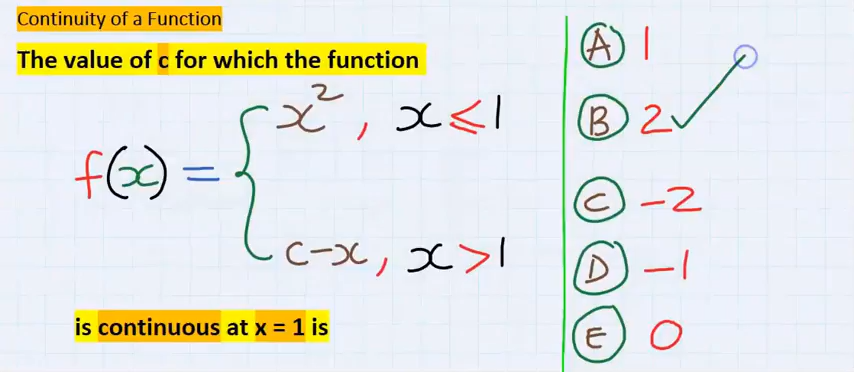 Continuity of a Function
The value of c for which the function
f(x) =
x², x ≤ 1
c-x, x > 1
is continuous at x = 1 is
A 1
B 2 ✓
C -2
D -1
E 0